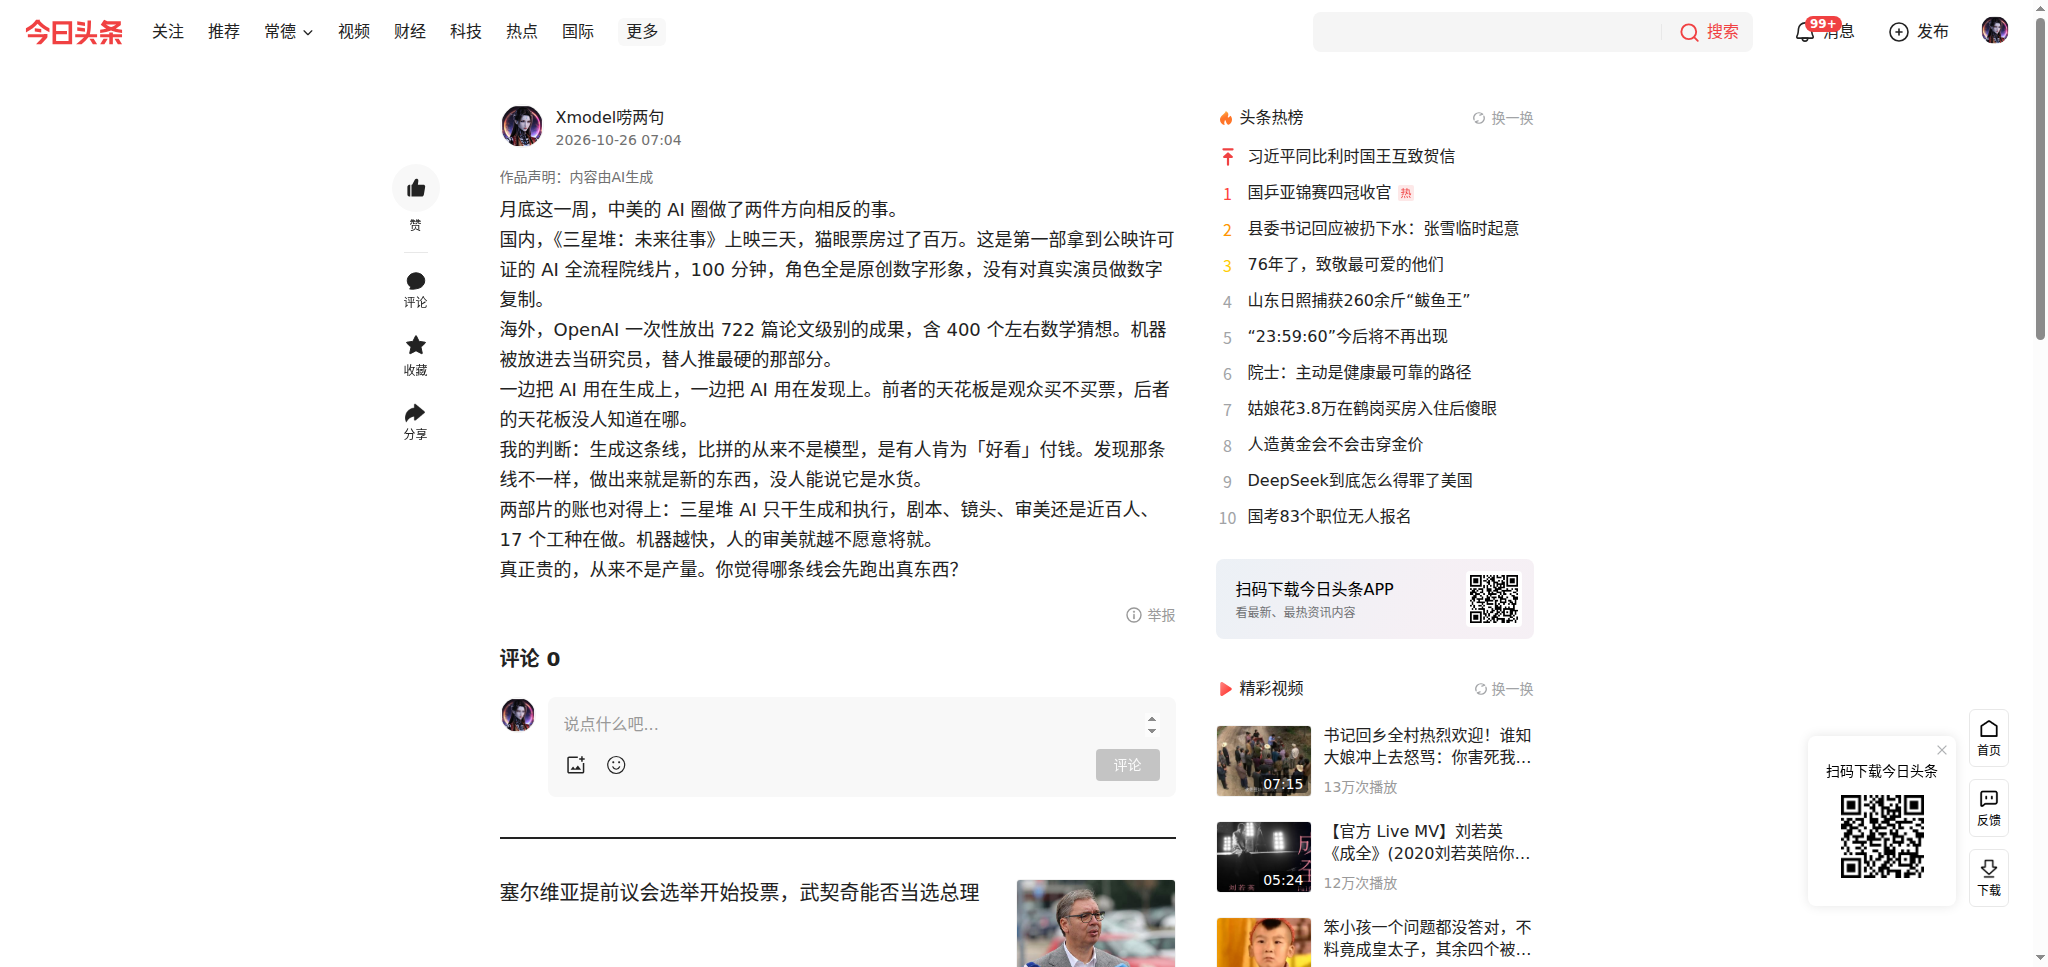 今日头条
关注 推荐 常德 视频 财经 科技 热点 国际 更多
搜索
99+
消息
发布
Xmodel唠两句
2026-10-26 07:04
作品声明：内容由AI生成
月底这一周，中美的 AI 圈做了两件方向相反的事。
国内，《三星堆：未来往事》上映三天，猫眼票房过了百万。这是第一部拿到公映许可
证的 AI 全流程院线片，100 分钟，角色全是原创数字形象，没有对真实演员做数字
复制。
海外，OpenAI 一次性放出 722 篇论文级别的成果，含 400 个左右数学猜想。机器
被放进去当研究员，替人推最硬的那部分。
一边把 AI 用在生成上，一边把 AI 用在发现上。前者的天花板是观众买不买票，后者
的天花板没人知道在哪。
我的判断：生成这条线，比拼的从来不是模型，是有人肯为「好看」付钱。发现那条
线不一样，做出来就是新的东西，没人能说它是水货。
两部片的账也对得上：三星堆 AI 只干生成和执行，剧本、镜头、审美还是近百人、
17 个工种在做。机器越快，人的审美就越不愿意将就。
真正贵的，从来不是产量。你觉得哪条线会先跑出真东西？
赞
评论
收藏
分享
举报
评论 0
说点什么吧...
评论
塞尔维亚提前议会选举开始投票，武契奇能否当选总理
头条热榜
换一换
习近平同比利时国王互致贺信
1 国乒亚锦赛四冠收官 热
2 县委书记回应被扔下水：张雪临时起意
3 76年了，致敬最可爱的他们
4 山东日照捕获260余斤“鲅鱼王”
5 “23:59:60”今后将不再出现
6 院士：主动是健康最可靠的路径
7 姑娘花3.8万在鹤岗买房入住后傻眼
8 人造黄金会不会击穿金价
9 DeepSeek到底怎么得罪了美国
10 国考83个职位无人报名
扫码下载今日头条APP
看最新、最热资讯内容
精彩视频
换一换
07:15
书记回乡全村热烈欢迎！谁知
大娘冲上去怒骂：你害死我...
13万次播放
成全
刘若英
05:24
【官方 Live MV】刘若英
《成全》(2020刘若英陪你...
12万次播放
笨小孩一个问题都没答对，不
料竟成皇太子，其余四个被...
扫码下载今日头条
首页
反馈
下载